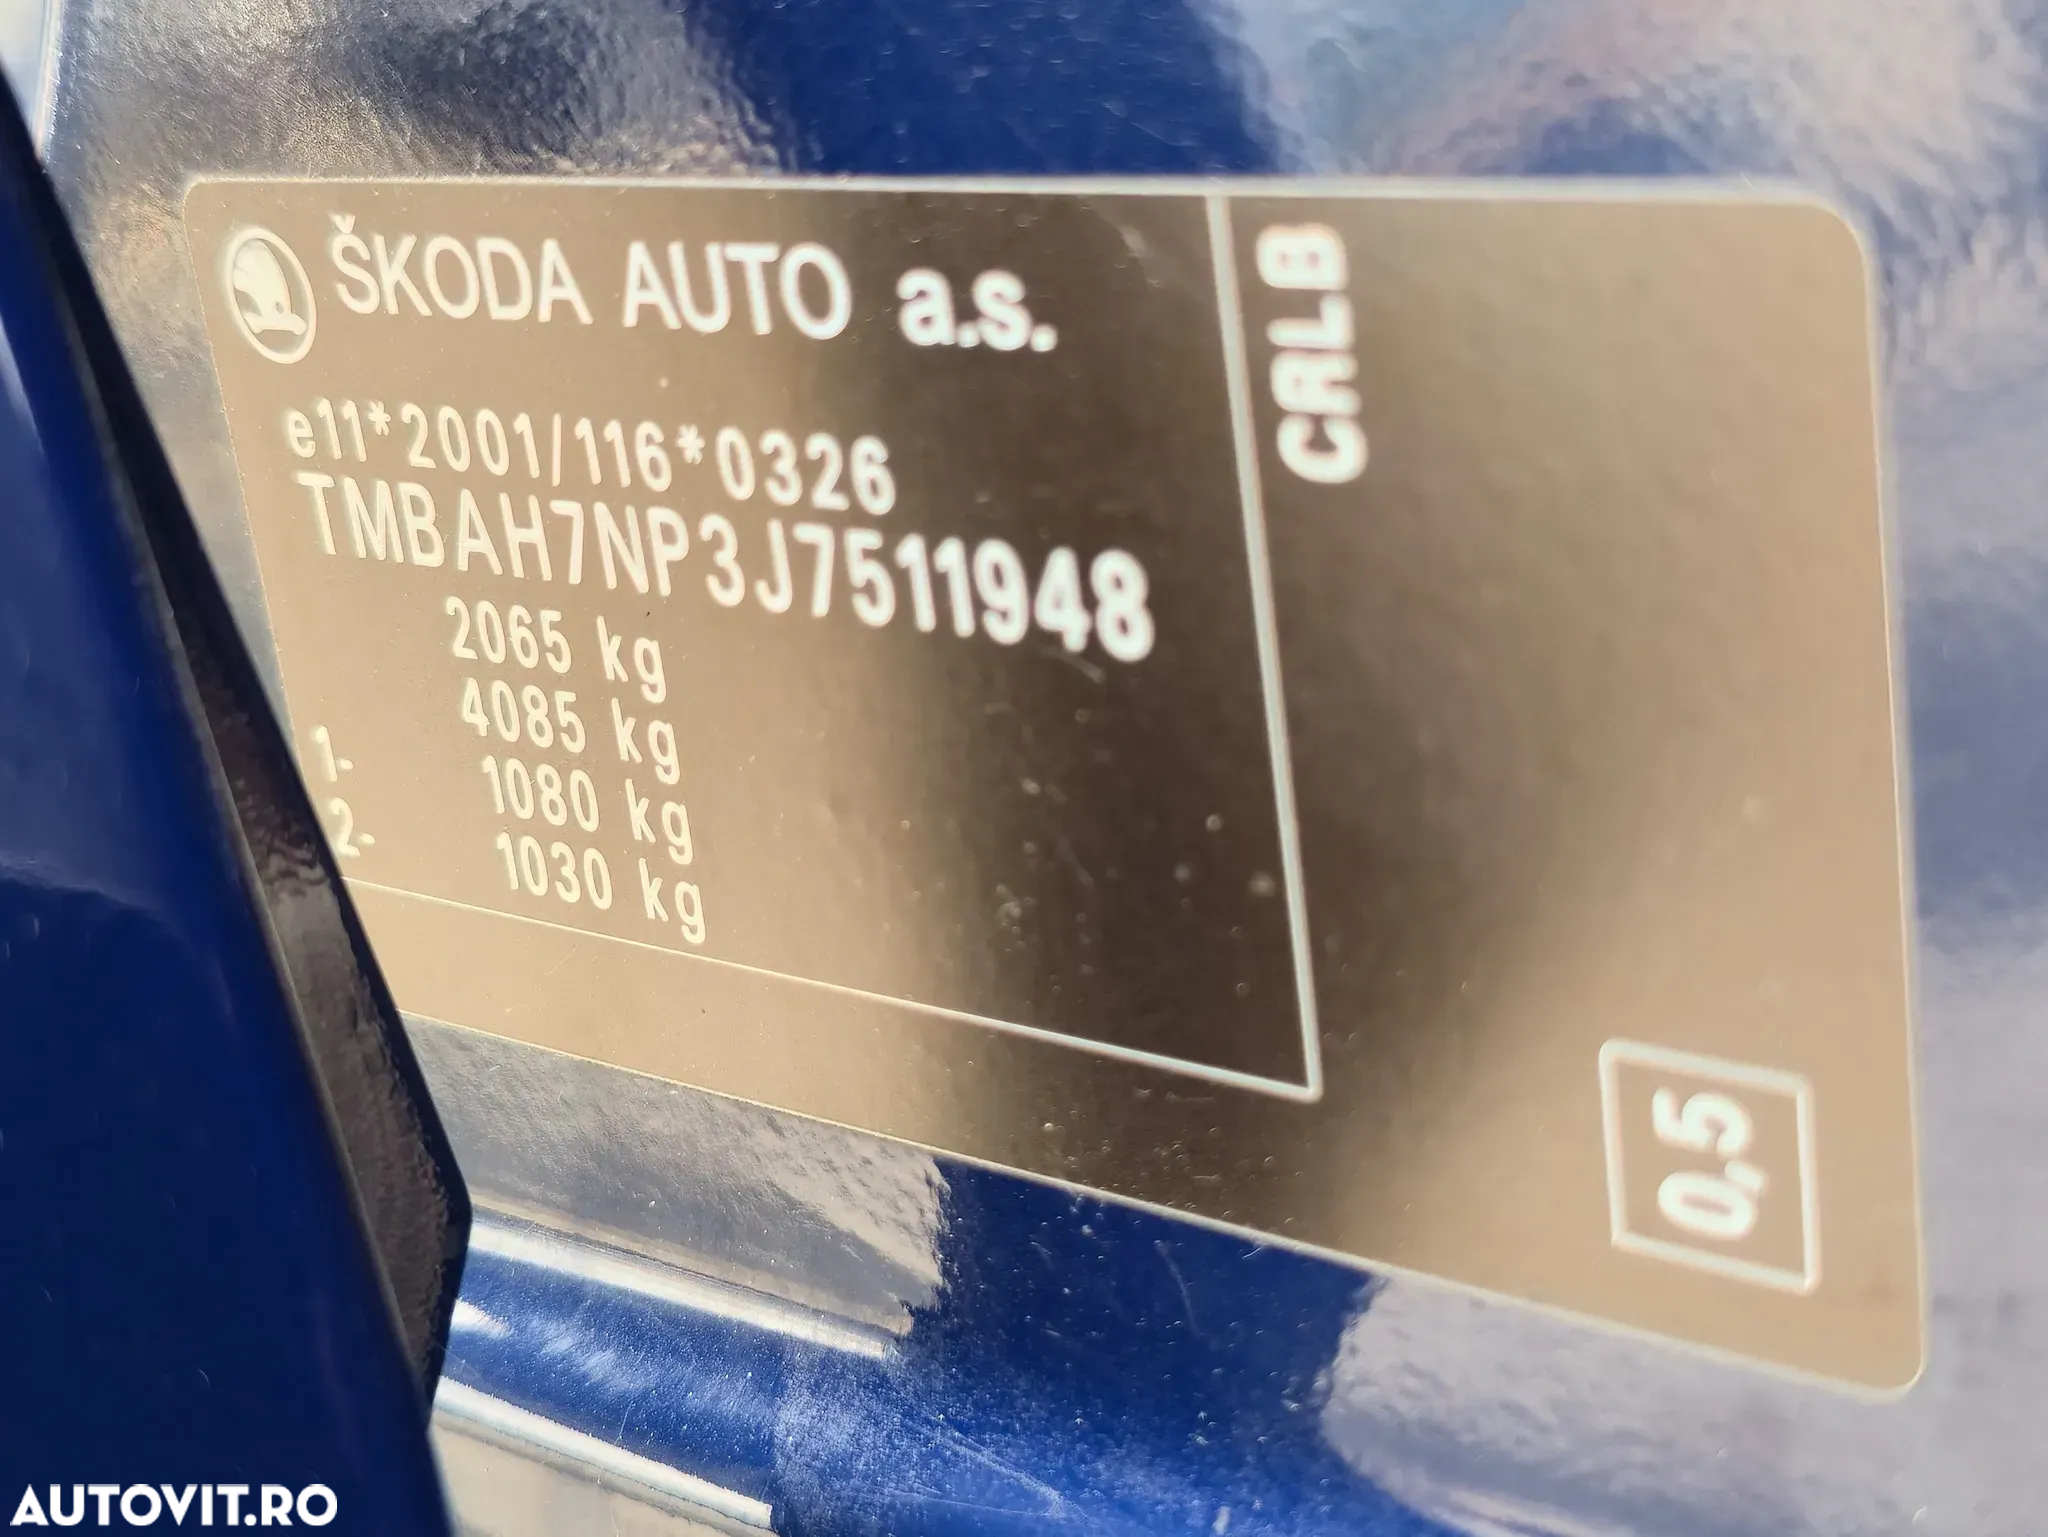 ŠKODA AUTO a.s.
e11*2001/116*0326
TMBAH7NP3J7511948
2065 kg
4085 kg
1- 1080 kg
2- 1030 kg
CRLB
0,5
AUTOVIT.RO